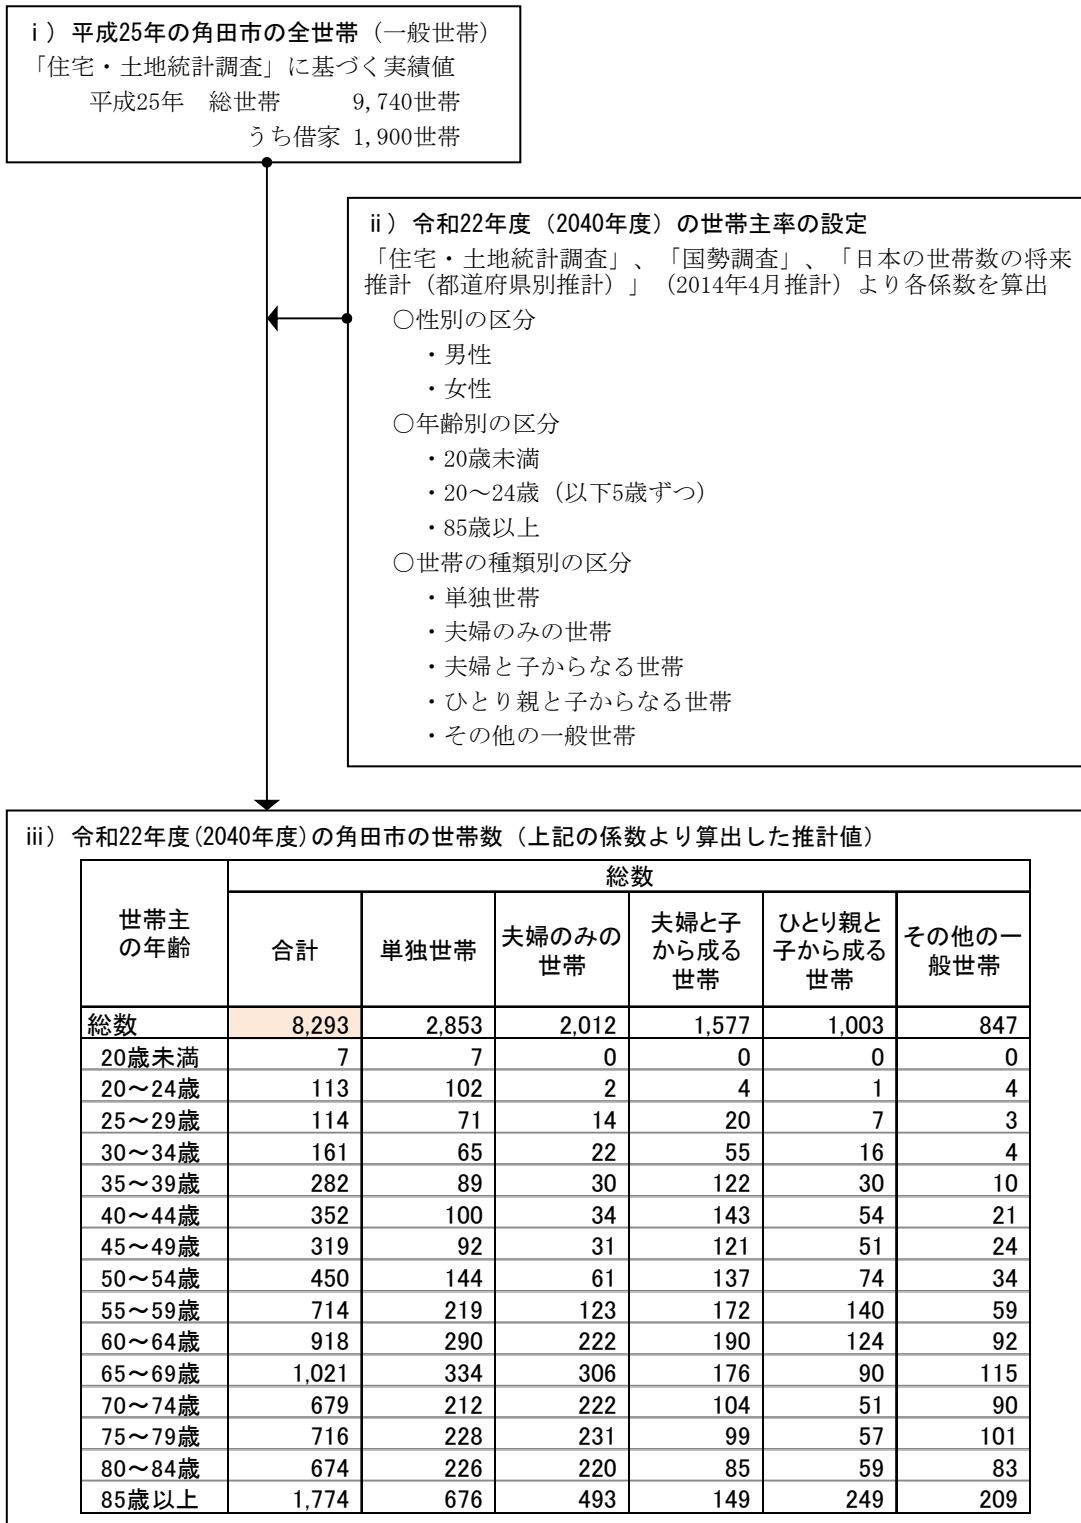 ⅰ）平成25年の角田市の全世帯（一般世帯）
「住宅・土地統計調査」に基づく実績値
平成25年　総世帯　9,740世帯
うち借家 1,900世帯
ⅱ）令和22年度（2040年度）の世帯主率の設定
「住宅・土地統計調査」、「国勢調査」、「日本の世帯数の将来
推計（都道府県別推計）」（2014年4月推計）より各係数を算出
○性別の区分
・男性
・女性
○年齢別の区分
・20歳未満
・20～24歳（以下5歳ずつ）
・85歳以上
○世帯の種類別の区分
・単独世帯
・夫婦のみの世帯
・夫婦と子からなる世帯
・ひとり親と子からなる世帯
・その他の一般世帯
ⅲ）令和22年度(2040年度)の角田市の世帯数（上記の係数より算出した推計値）
世帯主
の年齢
総数
合計
単独世帯
夫婦のみの
世帯
夫婦と子
から成る
世帯
ひとり親と
子から成る
世帯
その他の一
般世帯
総数 8,293 2,853 2,012 1,577 1,003 847
20歳未満 7 7 0 0 0 0
20～24歳 113 102 2 4 1 4
25～29歳 114 71 14 20 7 3
30～34歳 161 65 22 55 16 4
35～39歳 282 89 30 122 30 10
40～44歳 352 100 34 143 54 21
45～49歳 319 92 31 121 51 24
50～54歳 450 144 61 137 74 34
55～59歳 714 219 123 172 140 59
60～64歳 918 290 222 190 124 92
65～69歳 1,021 334 306 176 90 115
70～74歳 679 212 222 104 51 90
75～79歳 716 228 231 99 57 101
80～84歳 674 226 220 85 59 83
85歳以上 1,774 676 493 149 249 209